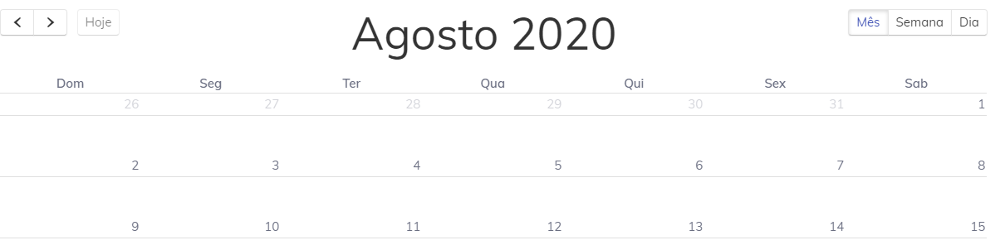 Hoje
Agosto 2020
Mês Semana Dia
Dom Seg Ter Qua Qui Sex Sab
26 27 28 29 30 31 1
2 3 4 5 6 7 8
9 10 11 12 13 14 15